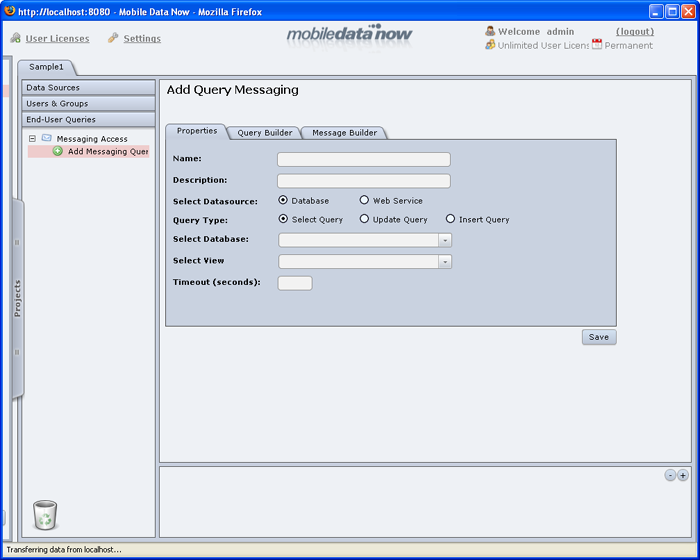 http://localhost:8080 - Mobile Data Now - Mozilla Firefox
User Licenses
Settings
mobiledata now
Welcome admin
(logout)
Unlimited User Licens
Permanent
Sample1
Data Sources
Users & Groups
End-User Queries
Messaging Access
Add Messaging Quer
Projects
Add Query Messaging
Properties
Query Builder
Message Builder
Name:
Description:
Select Datasource:
Database
Web Service
Query Type:
Select Query
Update Query
Insert Query
Select Database:
Select View
Timeout (seconds):
Save
Transferring data from localhost...